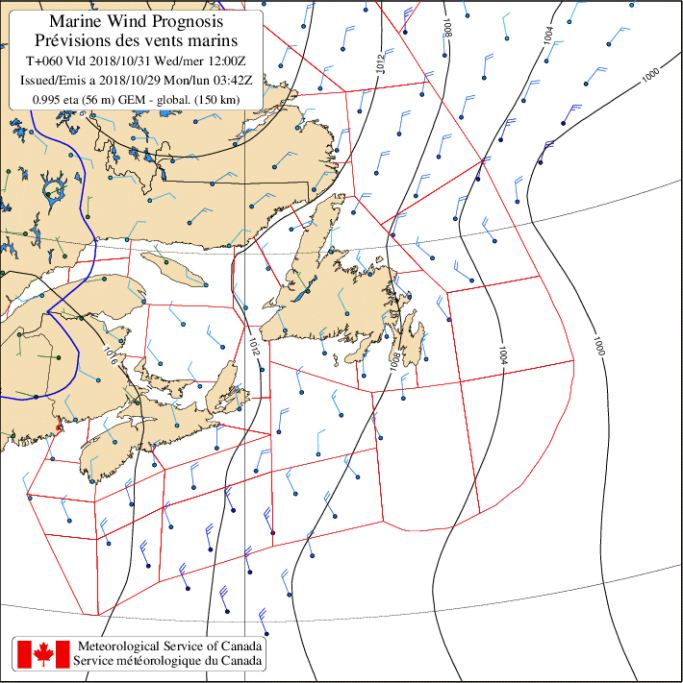 Marine Wind Prognosis
Prévisions des vents marins
T+060 Vld 2018/10/31 Wed/mer 12:00Z
Issued/Emis a 2018/10/29 Mon/lun 03:42Z
0.995 eta (56 m) GEM - global. (150 km)
1008
1004
1012
1000
1016
1012
1008
1004
1000
Meteorological Service of Canada
Service météorologique du Canada